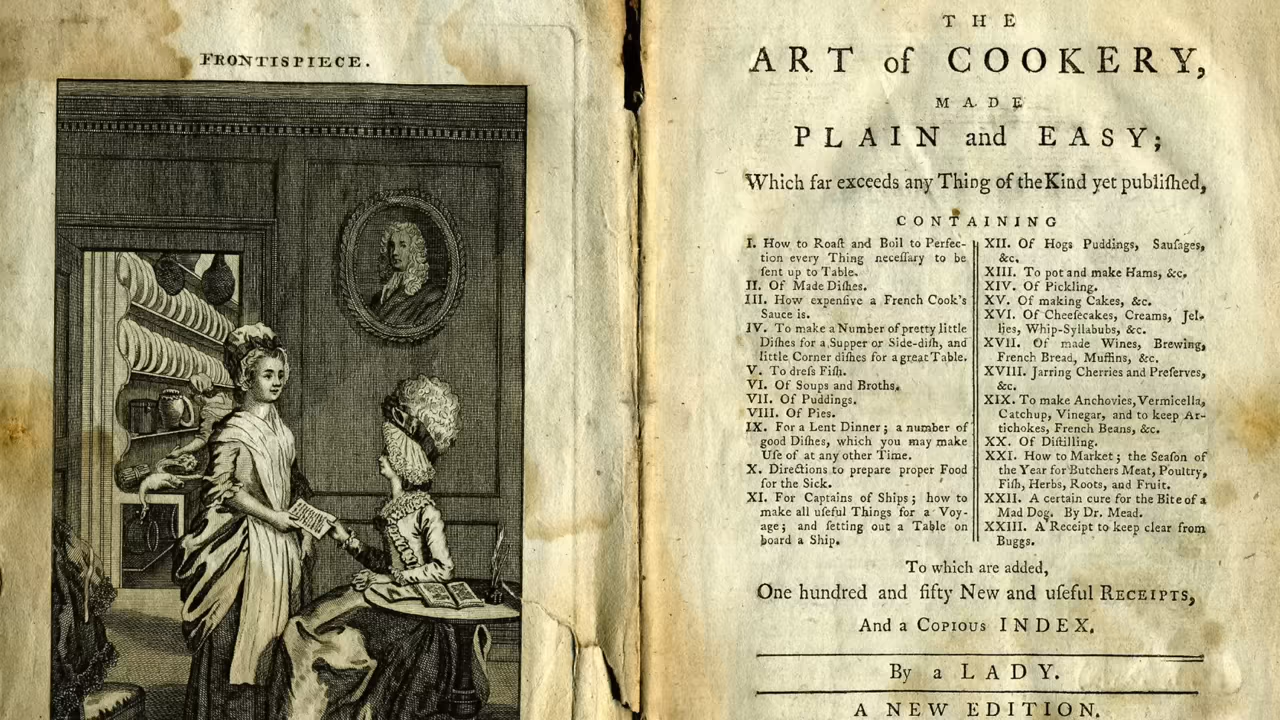 FRONTISPIECE.
THE
ART of COOKERY,
MADE
PLAIN and EASY;
Which far exceeds any Thing of the Kind yet publiſhed,
CONTAINING
I. How to Roaſt and Boil to Perfec-
tion every Thing neceſſary to be
ſent up to Table.
II. Of Made Diſhes.
III. How expenſive a French Cook's
Sauce is.
IV. To make a Number of pretty little
Diſhes for a Supper or Side-diſh, and
little Corner diſhes for a great Table.
V. To dreſs Fiſh.
VI. Of Soups and Broths.
VII. Of Puddings.
VIII. Of Pies.
IX. For a Lent Dinner; a number of
good Diſhes, which you may make
Uſe of at any other Time.
X. Directions to prepare proper Food
for the Sick.
XI. For Captains of Ships; how to
make all uſeful Things for a Voy-
age; and ſetting out a Table on
board a Ship.
XII. Of Hogs Puddings, Sauſages,
&c.
XIII. To pot and make Hams, &c.
XIV. Of Pickling.
XV. Of making Cakes, &c.
XVI. Of Cheeſecakes, Creams, Jel-
lies, Whip-Syllabubs, &c.
XVII. Of made Wines, Brewing,
French Bread, Muffins, &c.
XVIII. Jarring Cherries and Preſerves,
&c.
XIX. To make Anchovies, Vermicella,
Catchup, Vinegar, and to keep Ar-
tichokes, French Beans, &c.
XX. Of Diſtilling.
XXI. How to Market; the Seaſon of
the Year for Butchers Meat, Poultry,
Fiſh, Herbs, Roots, and Fruit.
XXII. A certain cure for the Bite of a
Mad Dog. By Dr. Mead.
XXIII. A Receipt to keep clear from
Buggs.
To which are added,
One hundred and fifty New and uſeful RECEIPTS,
And a COPIOUS INDEX.
By a LADY.
A NEW EDITION.